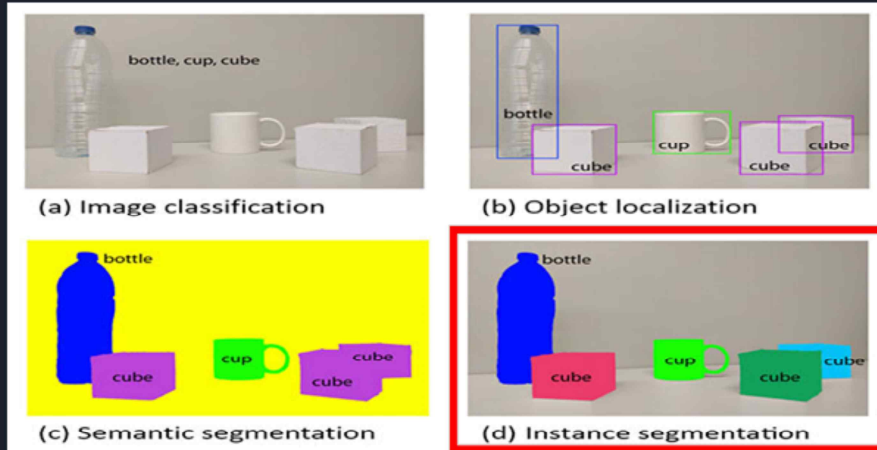 bottle, cup, cube
bottle
cube
cup
cube
cube
(a) Image classification
(b) Object localization
bottle
cube
cup
cube
cube
bottle
cube
cup
cube
cube
(c) Semantic segmentation
(d) Instance segmentation